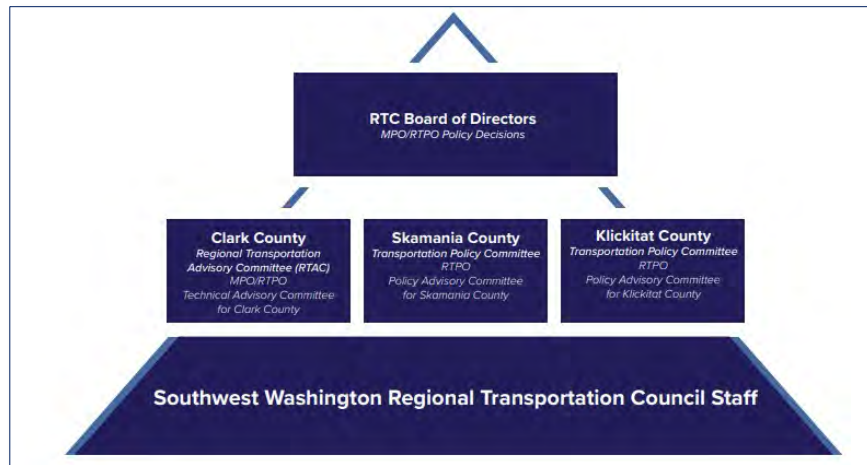 RTC Board of Directors
MPO/RTPO Policy Decisions
Clark County
Regional Transportation
Advisory Committee (RTAC)
MPO/RTPO
Technical Advisory Committee
for Clark County
Skamania County
Transportation Policy Committee
RTPO
Policy Advisory Committee
for Skamania County
Klickitat County
Transportation Policy Committee
RTPO
Policy Advisory Committee
for Klickitat County
Southwest Washington Regional Transportation Council Staff